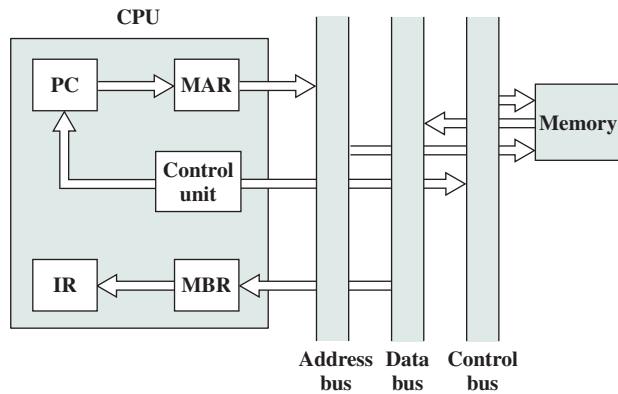 CPU
PC
MAR
Memory
Control
unit
IR
MBR
Address
bus
Data
bus
Control
bus